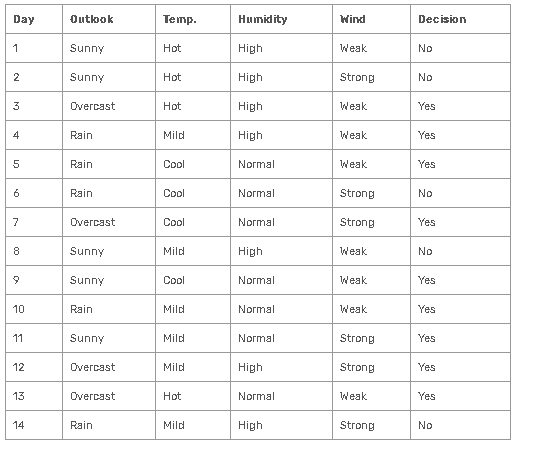 Day Outlook Temp. Humidity Wind Decision
1 Sunny Hot High Weak No
2 Sunny Hot High Strong No
3 Overcast Hot High Weak Yes
4 Rain Mild High Weak Yes
5 Rain Cool Normal Weak Yes
6 Rain Cool Normal Strong No
7 Overcast Cool Normal Strong Yes
8 Sunny Mild High Weak No
9 Sunny Cool Normal Weak Yes
10 Rain Mild Normal Weak Yes
11 Sunny Mild Normal Strong Yes
12 Overcast Mild High Strong Yes
13 Overcast Hot Normal Weak Yes
14 Rain Mild High Strong No